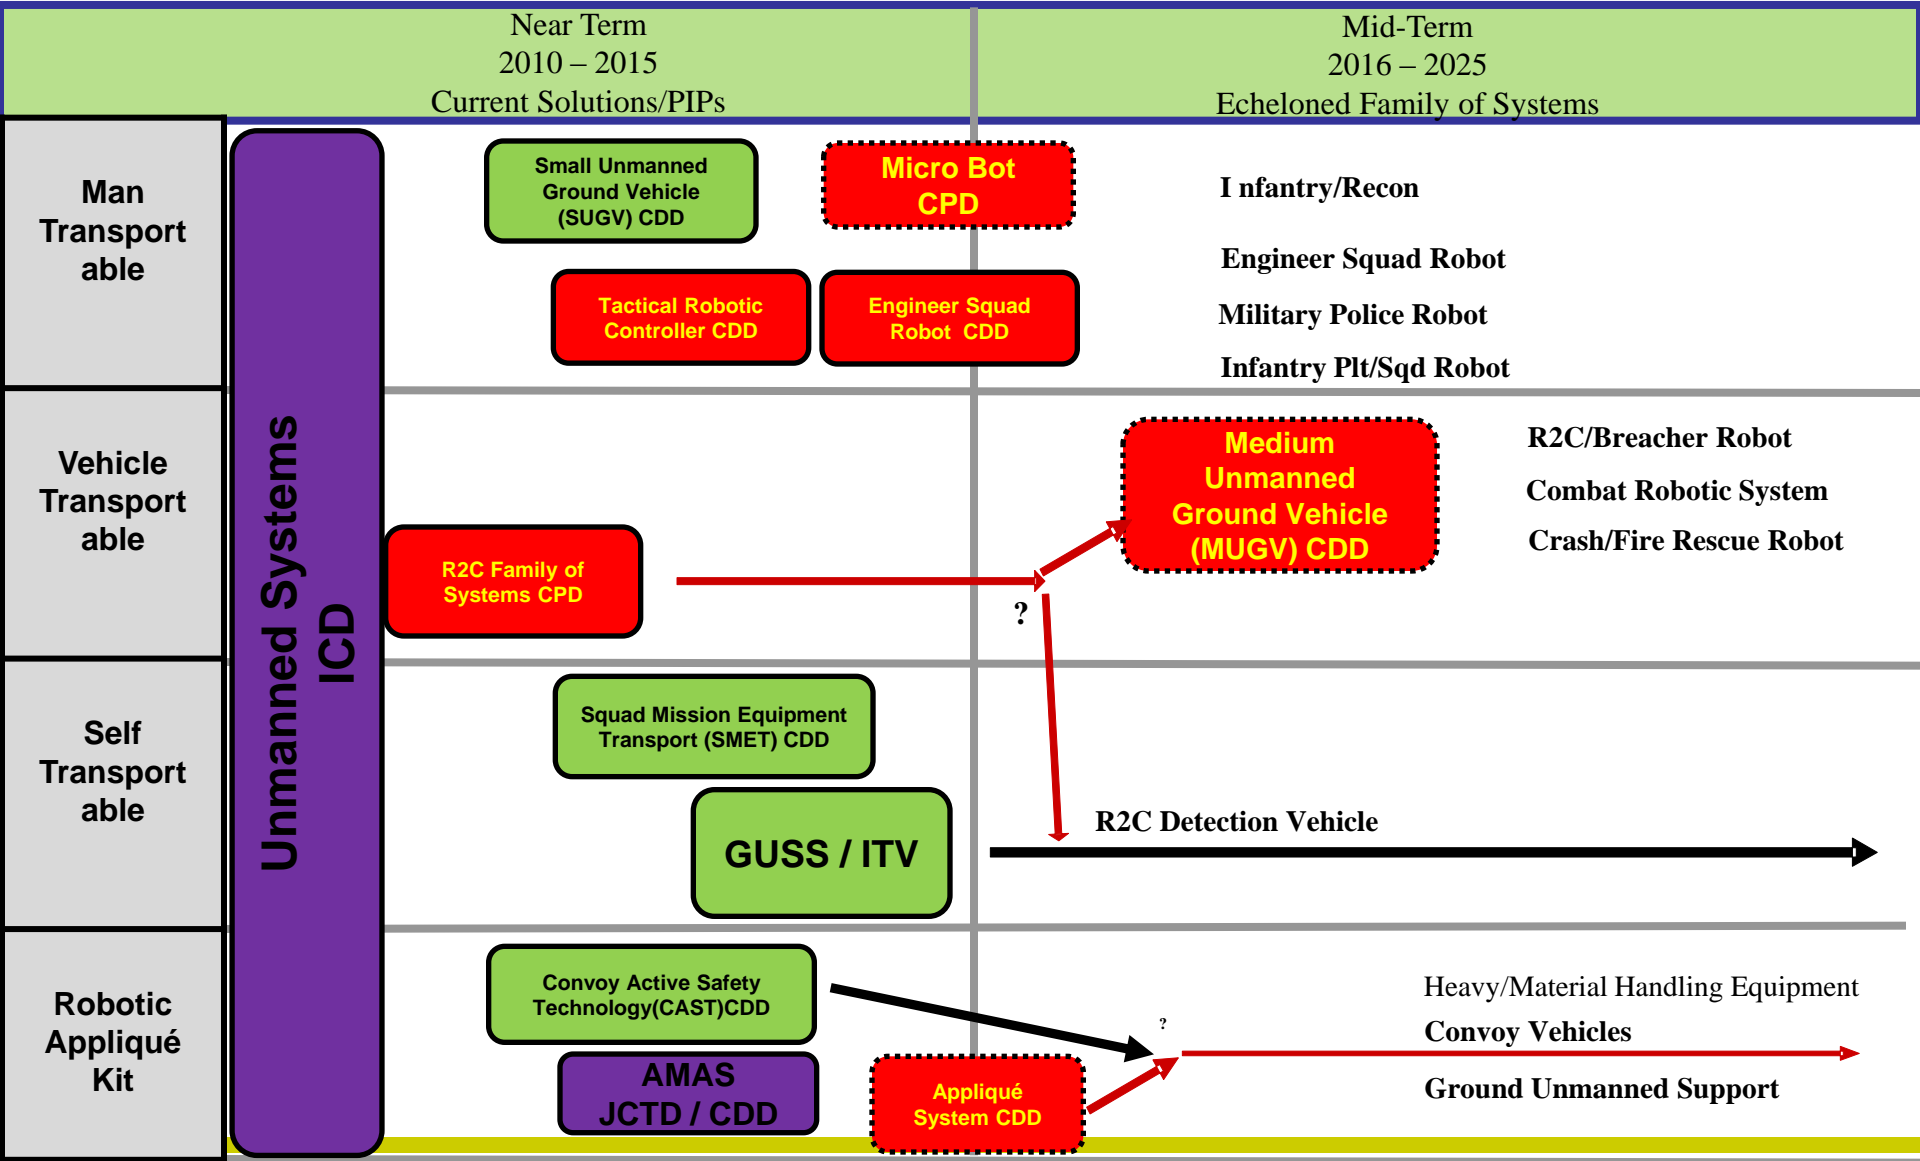 Near Term
2010 – 2015
Current Solutions/PIPs
Mid-Term
2016 – 2025
Echeloned Family of Systems
Man
Transport
able
Vehicle
Transport
able
Self
Transport
able
Robotic
Appliqué
Kit
Unmanned Systems
ICD
Small Unmanned
Ground Vehicle
(SUGV) CDD
Micro Bot
CPD
Tactical Robotic
Controller CDD
Engineer Squad
Robot CDD
I nfantry/Recon
Engineer Squad Robot
Military Police Robot
Infantry Plt/Sqd Robot
R2C Family of
Systems CPD
?
Medium
Unmanned
Ground Vehicle
(MUGV) CDD
R2C/Breacher Robot
Combat Robotic System
Crash/Fire Rescue Robot
Squad Mission Equipment
Transport (SMET) CDD
GUSS / ITV
R2C Detection Vehicle
Convoy Active Safety
Technology(CAST)CDD
AMAS
JCTD / CDD
Appliqué
System CDD
?
Heavy/Material Handling Equipment
Convoy Vehicles
Ground Unmanned Support